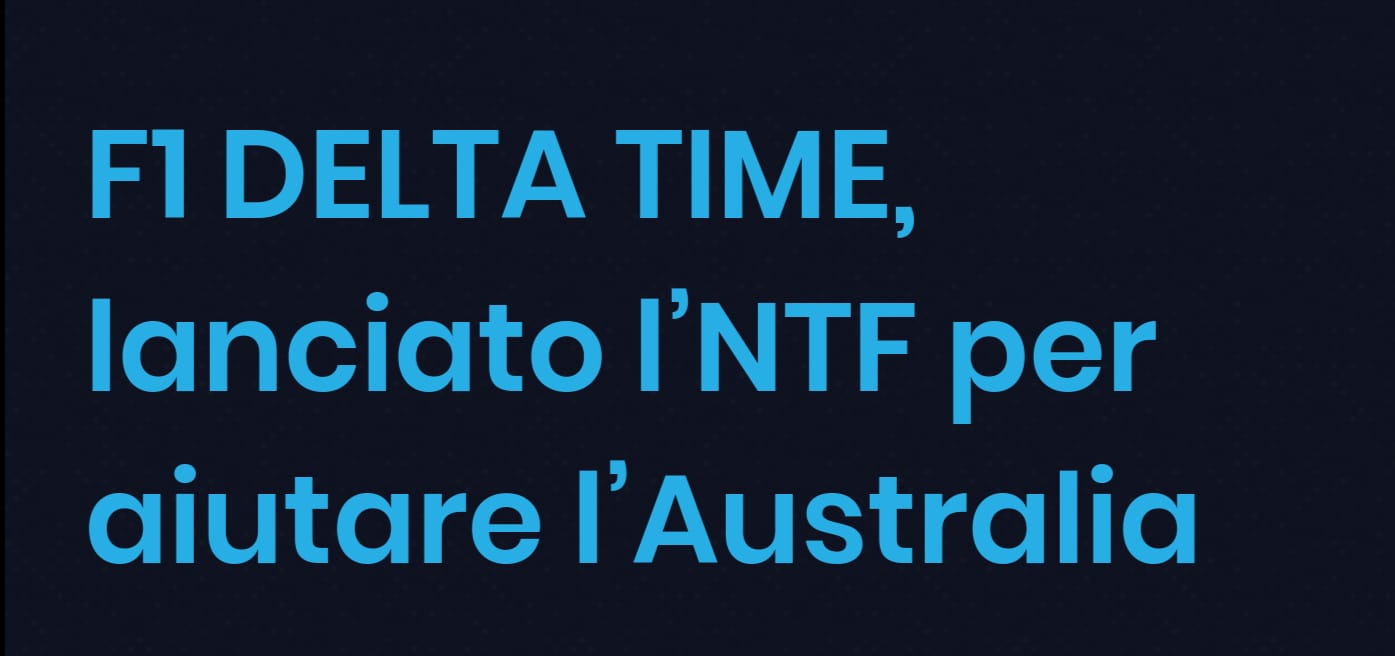 F1 DELTA TIME,
lanciato l’NTF per
aiutare l’Australia